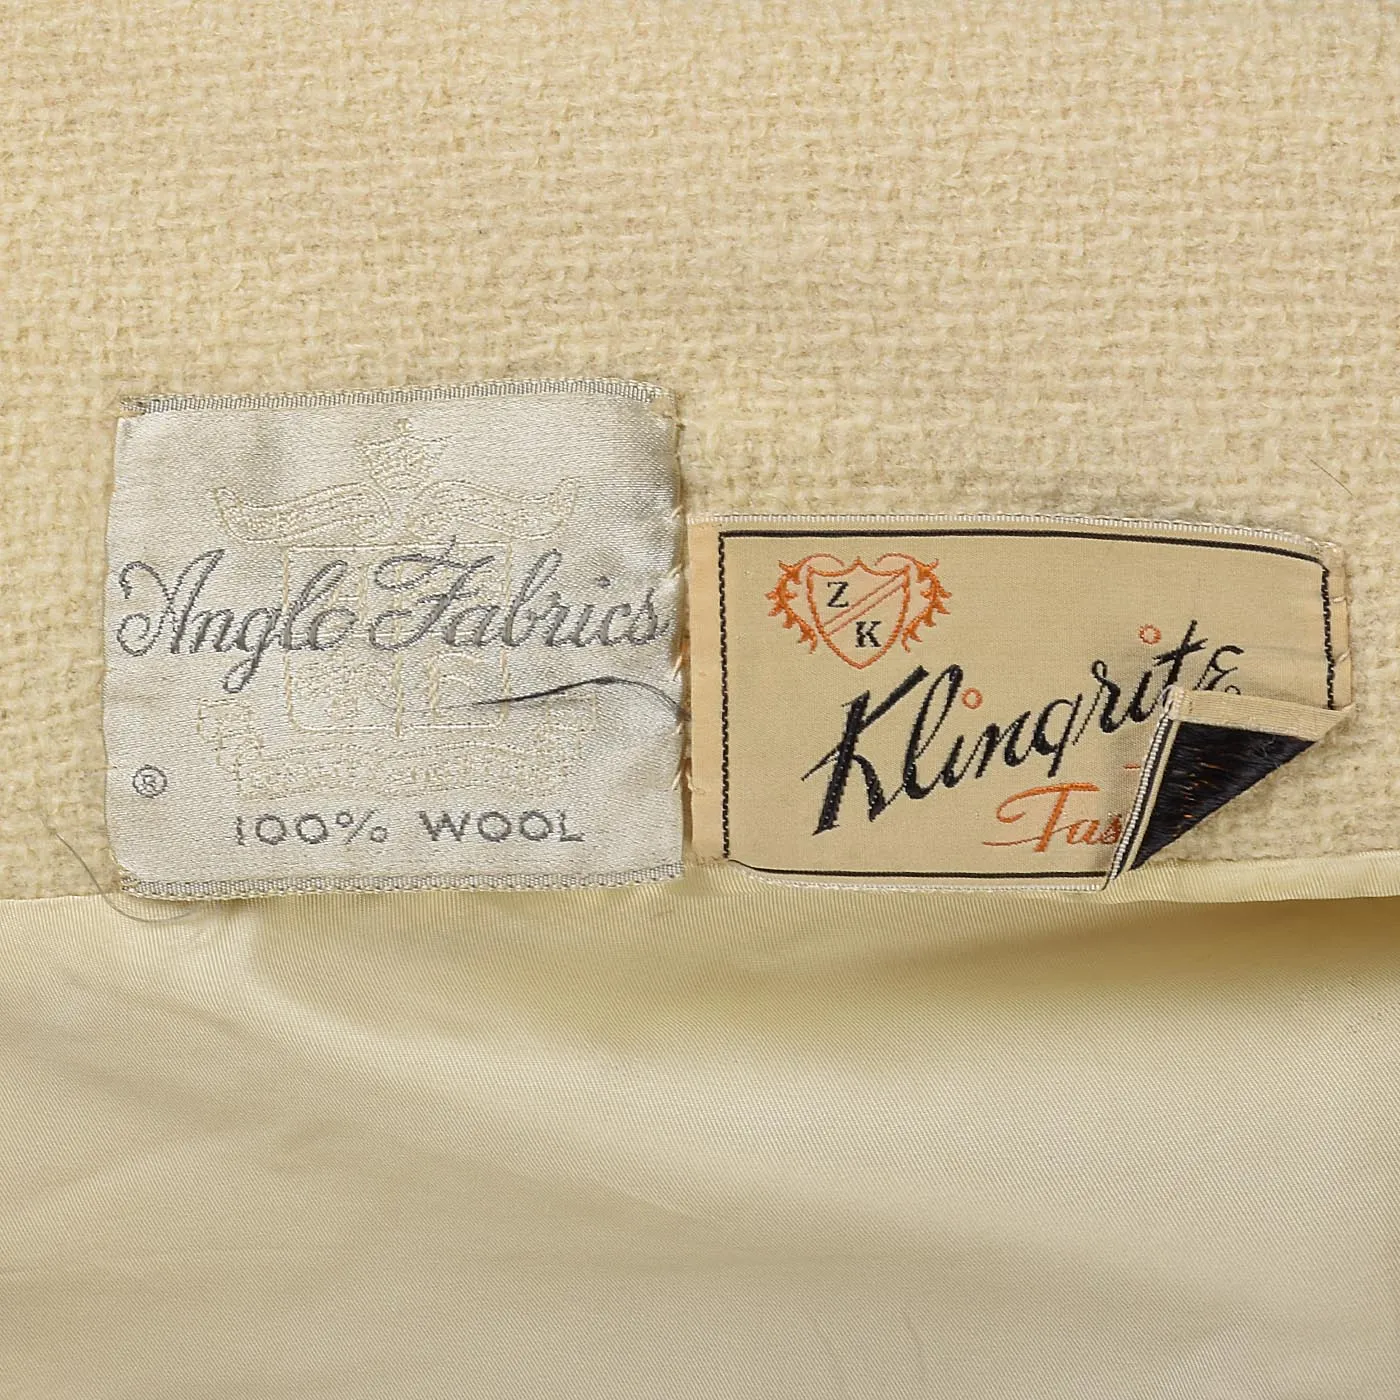 Anglo Fabrics
®
100% WOOL
Z
K
Klingrite